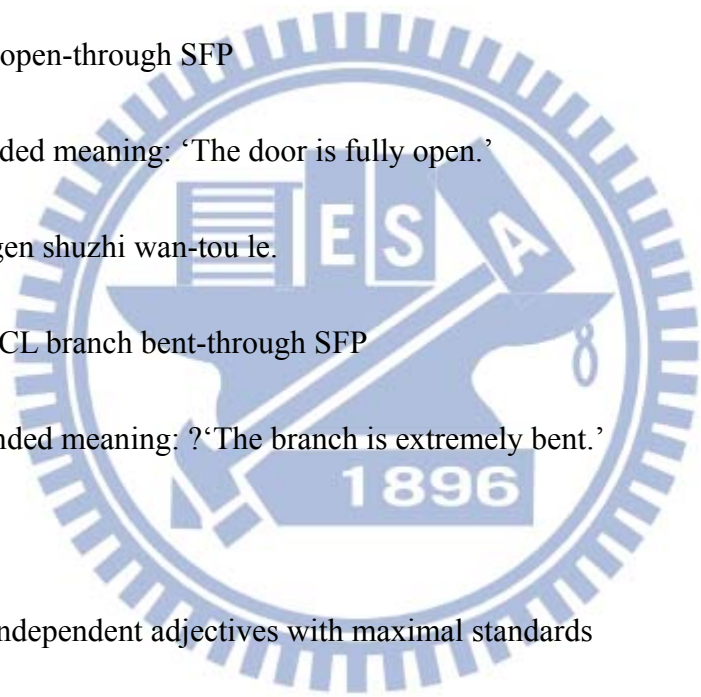 open-through SFP
ded meaning: ‘The door is fully open.’
gen shuzhi wan-tou le.
CL branch bent-through SFP
nded meaning: ?‘The branch is extremely bent.’
ndependent adjectives with maximal standards
E S A
1896